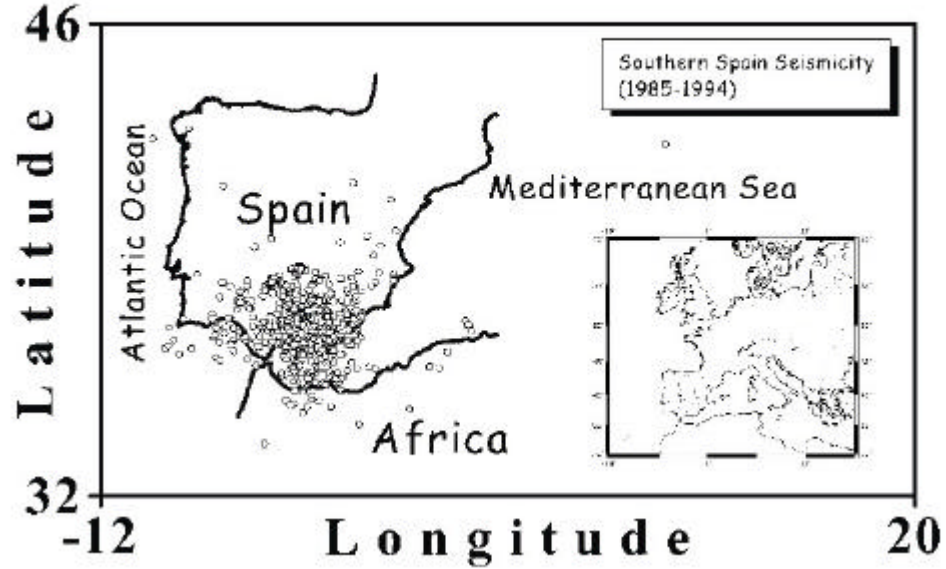 46
Southern Spain Seismicity
(1985-1994)
Latitude
Atlantic Ocean
Spain
Mediterranean Sea
Africa
32
-12
Longitude
20